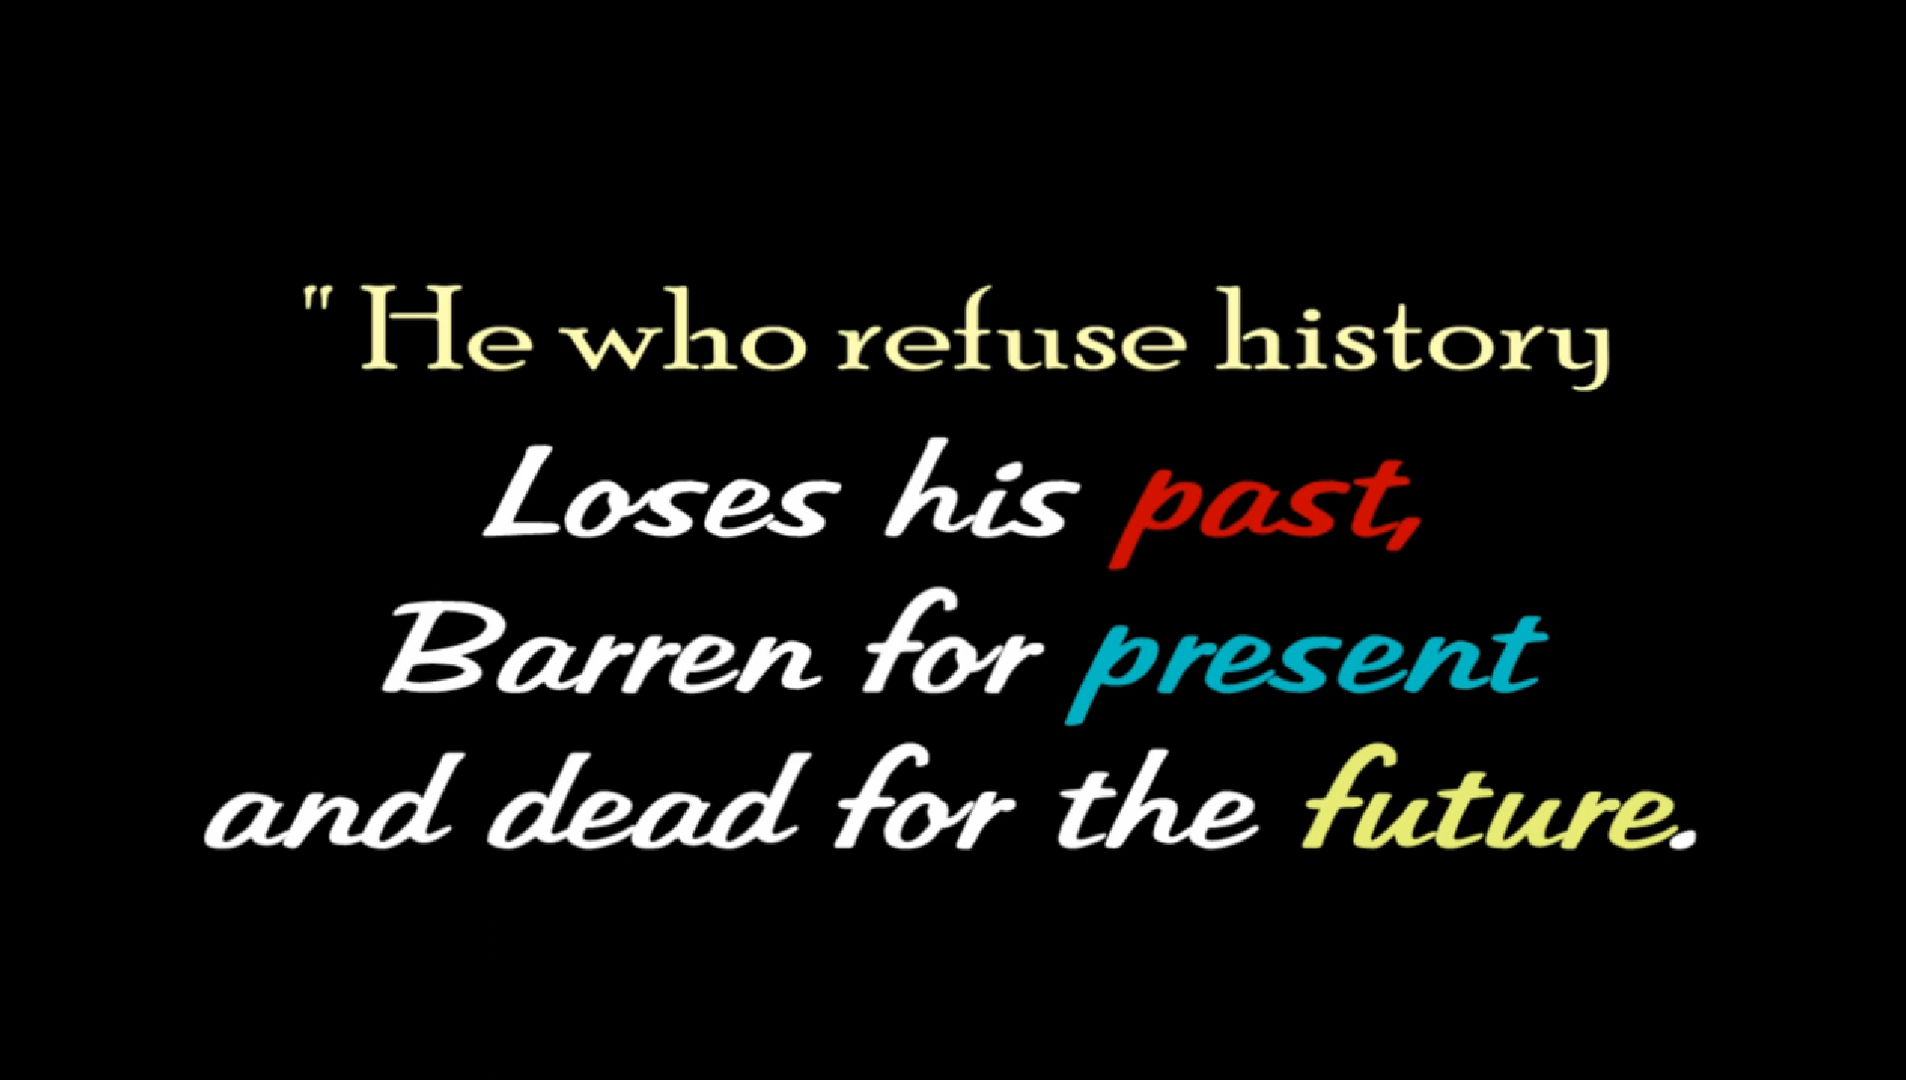 " He who refuse history
Loses his past,
Barren for present
and dead for the future.